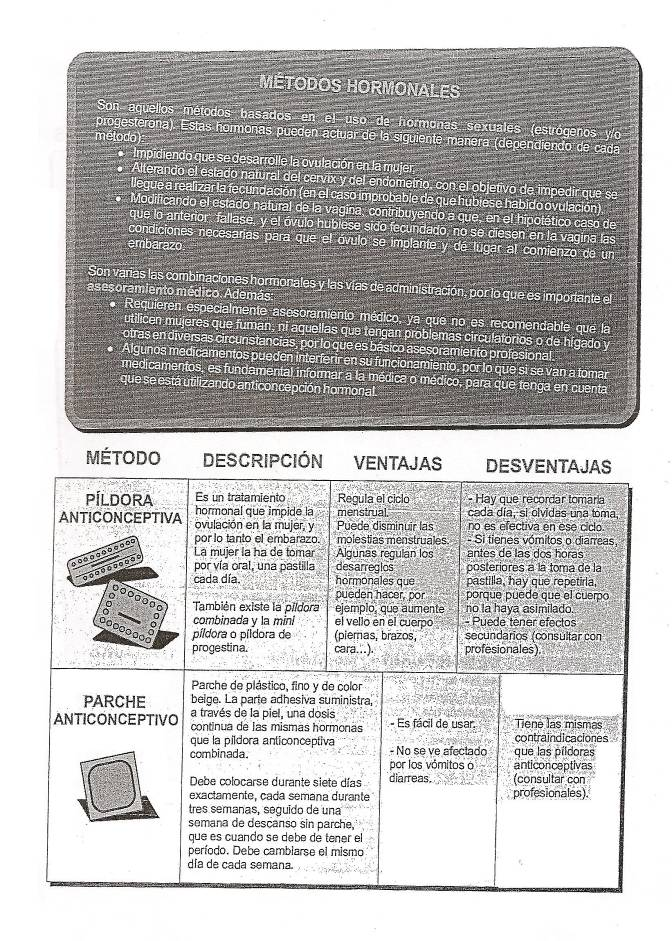 MÉTODOS HORMONALES
Son aquellos métodos basados en el uso de hormonas sexuales (estrógenos y/o
progesterona). Estas hormonas pueden actuar de la siguiente manera (dependiendo de cada
método):
• Impidiendo que se desarrolle la ovulación en la mujer.
• Alterando el estado natural del cervix y del endometrio, con el objetivo de impedir que se
llegue a realizar la fecundación (en el caso improbable de que hubiese habido ovulación).
• Modificando el estado natural de la vagina, contribuyendo a que, en el hipotético caso de
que lo anterior fallase, y el óvulo hubiese sido fecundado, no se diesen en la vagina las
condiciones necesarias para que el óvulo se implante y dé lugar al comienzo de un
embarazo.
Son varias las combinaciones hormonales y las vías de administración, por lo que es importante el
asesoramiento médico. Además:
• Requieren especialmente asesoramiento médico, ya que no es recomendable que la
utilicen mujeres que fuman, ni aquellas que tengan problemas circulatorios o de hígado y
otras en diversas circunstancias, por lo que es básico asesoramiento profesional.
• Algunos medicamentos pueden interferir en su funcionamiento, por lo que si se van a tomar
medicamentos, es fundamental informar a la médica o médico, para que tenga en cuenta
que se está utilizando anticoncepción hormonal.
MÉTODO DESCRIPCIÓN VENTAJAS DESVENTAJAS
PÍLDORA
ANTICONCEPTIVA
Es un tratamiento
hormonal que impide la
ovulación en la mujer, y
por lo tanto el embarazo.
La mujer la ha de tomar
por vía oral, una pastilla
cada día.
También existe la píldora
combinada y la mini
píldora o píldora de
progestina.
Regula el ciclo
menstrual.
Puede disminuir las
molestias menstruales.
Algunas regulan los
desarreglos
hormonales que
pueden hacer, por
ejemplo, que aumente
el vello en el cuerpo
(piernas, brazos,
cara...).
- Hay que recordar tomarla
cada día, si olvidas una toma,
no es efectiva en ese ciclo.
- Si tienes vómitos o diarreas,
antes de las dos horas
posteriores a la toma de la
pastilla, hay que repetirla,
porque puede que el cuerpo
no la haya asimilado.
- Puede tener efectos
secundarios (consultar con
profesionales).
PARCHE
ANTICONCEPTIVO
Parche de plástico, fino y de color
beige. La parte adhesiva suministra,
a través de la piel, una dosis
continua de las mismas hormonas
que la píldora anticonceptiva
combinada.
Debe colocarse durante siete días
exactamente, cada semana durante
tres semanas, seguido de una
semana de descanso sin parche,
que es cuando se debe de tener el
período. Debe cambiarse el mismo
día de cada semana.
- Es fácil de usar.
- No se ve afectado
por los vómitos o
diarreas.
Tiene las mismas
contraindicaciones
que las píldoras
anticonceptivas
(consultar con
profesionales).